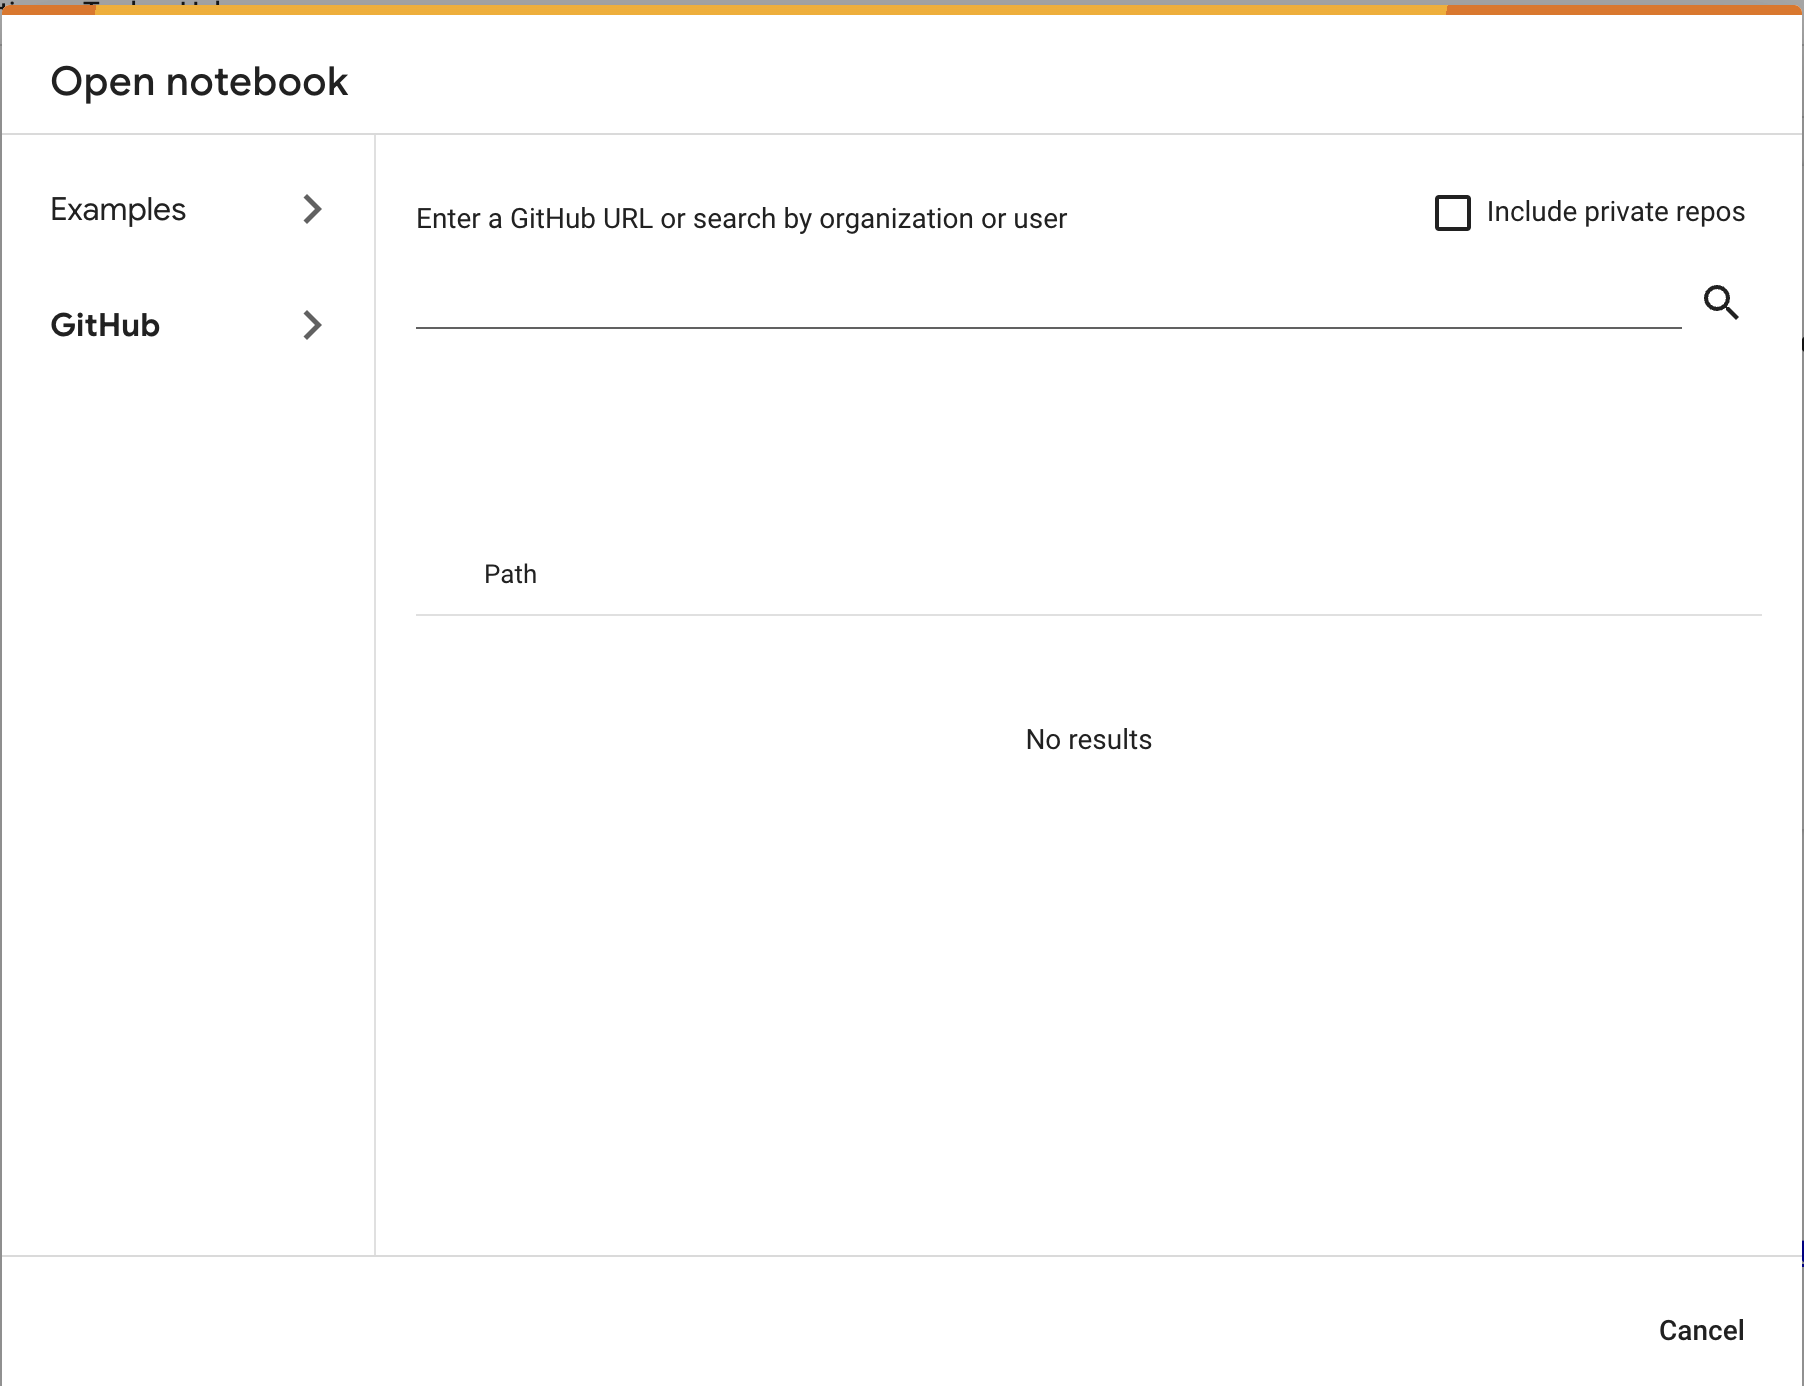 Open notebook
Examples
GitHub
Enter a GitHub URL or search by organization or user
Include private repos
Path
No results
Cancel